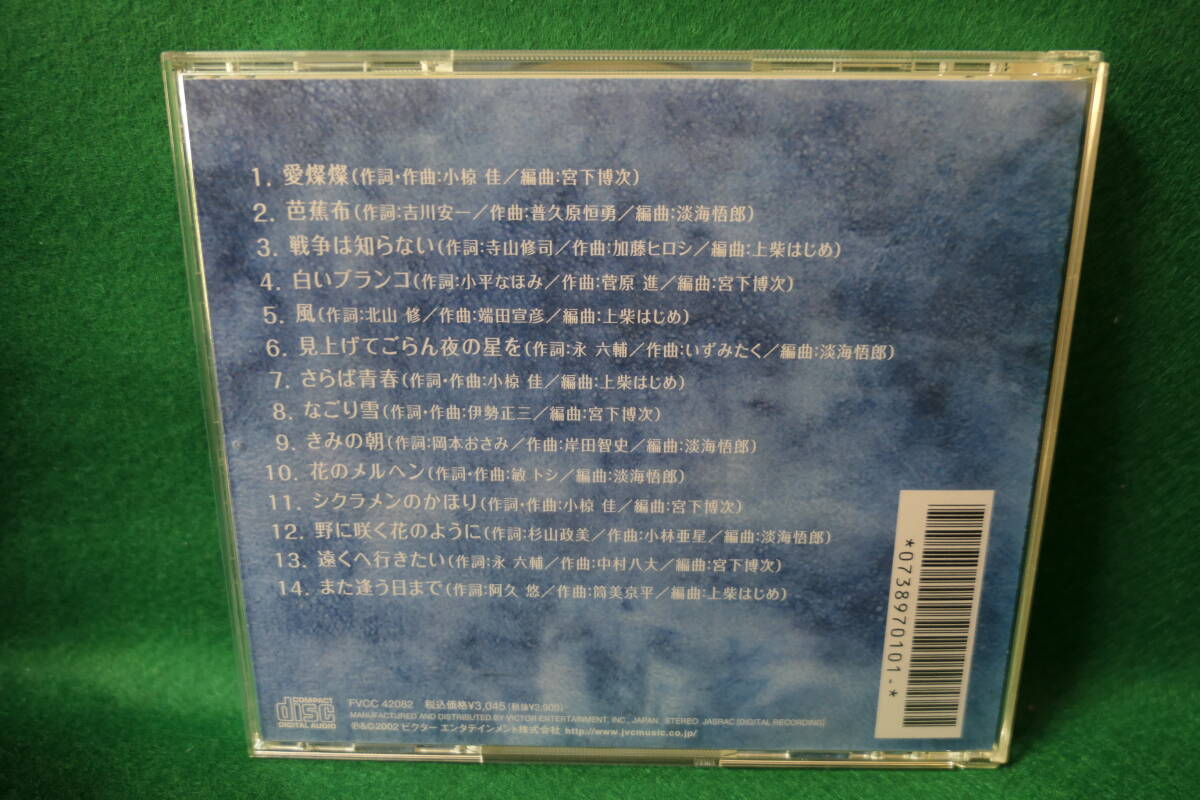 1. 愛燦燦(作詞・作曲:小椋 佳／編曲:宮下博次)
2. 芭蕉布(作詞:吉川安一／作曲:普久原恒勇／編曲:淡海悟郎)
3. 戦争は知らない(作詞:寺山修司／作曲:加藤ヒロシ／編曲:上柴はじめ)
4. 白いブランコ(作詞:小平なほみ／作曲:菅原 進／編曲:宮下博次)
5. 風(作詞:北山 修／作曲:端田宣彦／編曲:上柴はじめ)
6. 見上げてごらん夜の星を(作詞:永 六輔／作曲:いずみたく／編曲:淡海悟郎)
7. さらば青春(作詞・作曲:小椋 佳／編曲:上柴はじめ)
8. なごり雪(作詞・作曲:伊勢正三／編曲:宮下博次)
9. きみの朝(作詞:岡本おさみ／作曲:岸田智史／編曲:淡海悟郎)
10. 花のメルヘン(作詞・作曲:敏 トシ／編曲:淡海悟郎)
11. シクラメンのかほり(作詞・作曲:小椋 佳／編曲:宮下博次)
12. 野に咲く花のように(作詞:杉山政美／作曲:小林亜星／編曲:淡海悟郎)
13. 遠くへ行きたい(作詞:永 六輔／作曲:中村八大／編曲:宮下博次)
14. また逢う日まで(作詞:阿久 悠／作曲:筒美京平／編曲:上柴はじめ)
*0738970101-*
COMPACT
disc
DIGITAL AUDIO
FVCC 42082 税込価格¥3,045(税抜¥2,900)
MANUFACTURED AND DISTRIBUTED BY VICTOR ENTERTAINMENT, INC., JAPAN STEREO JASRAC [DIGITAL RECORDING]
℗&©2002 ビクター エンタテインメント株式会社 http://www.jvcmusic.co.jp/